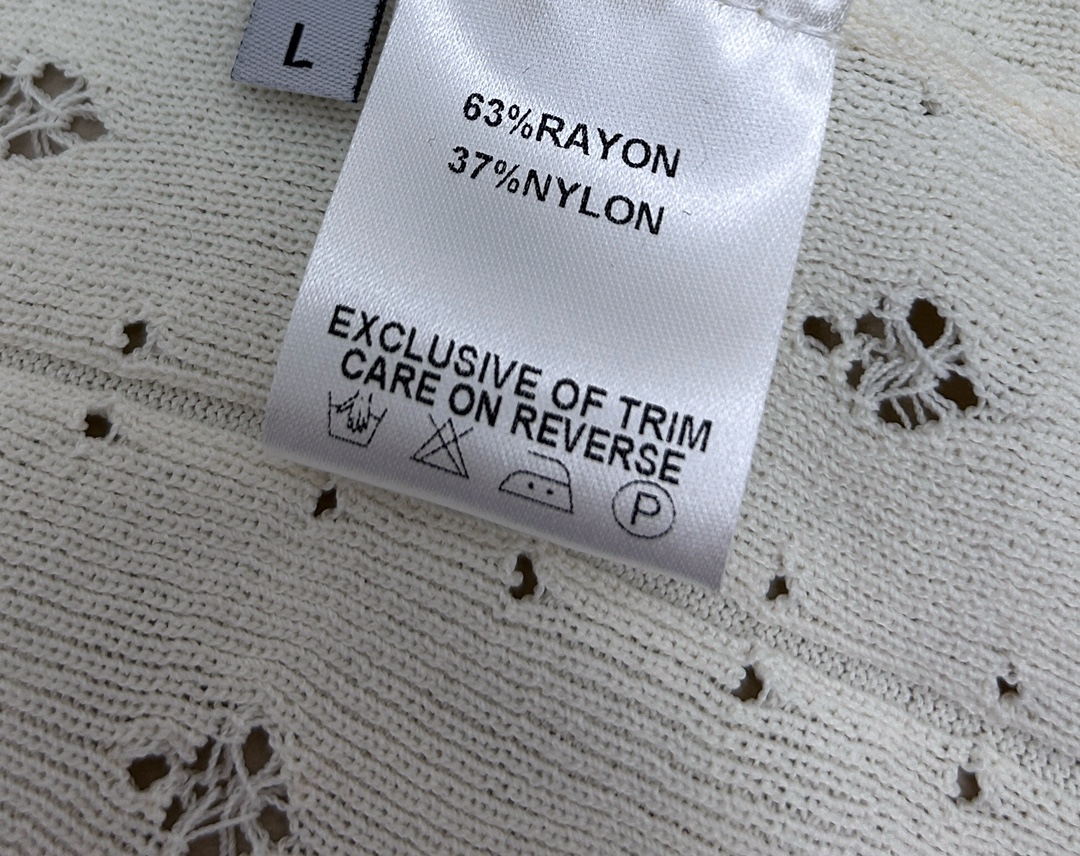 L
63%RAYON
37%NYLON
EXCLUSIVE OF TRIM
CARE ON REVERSE
P